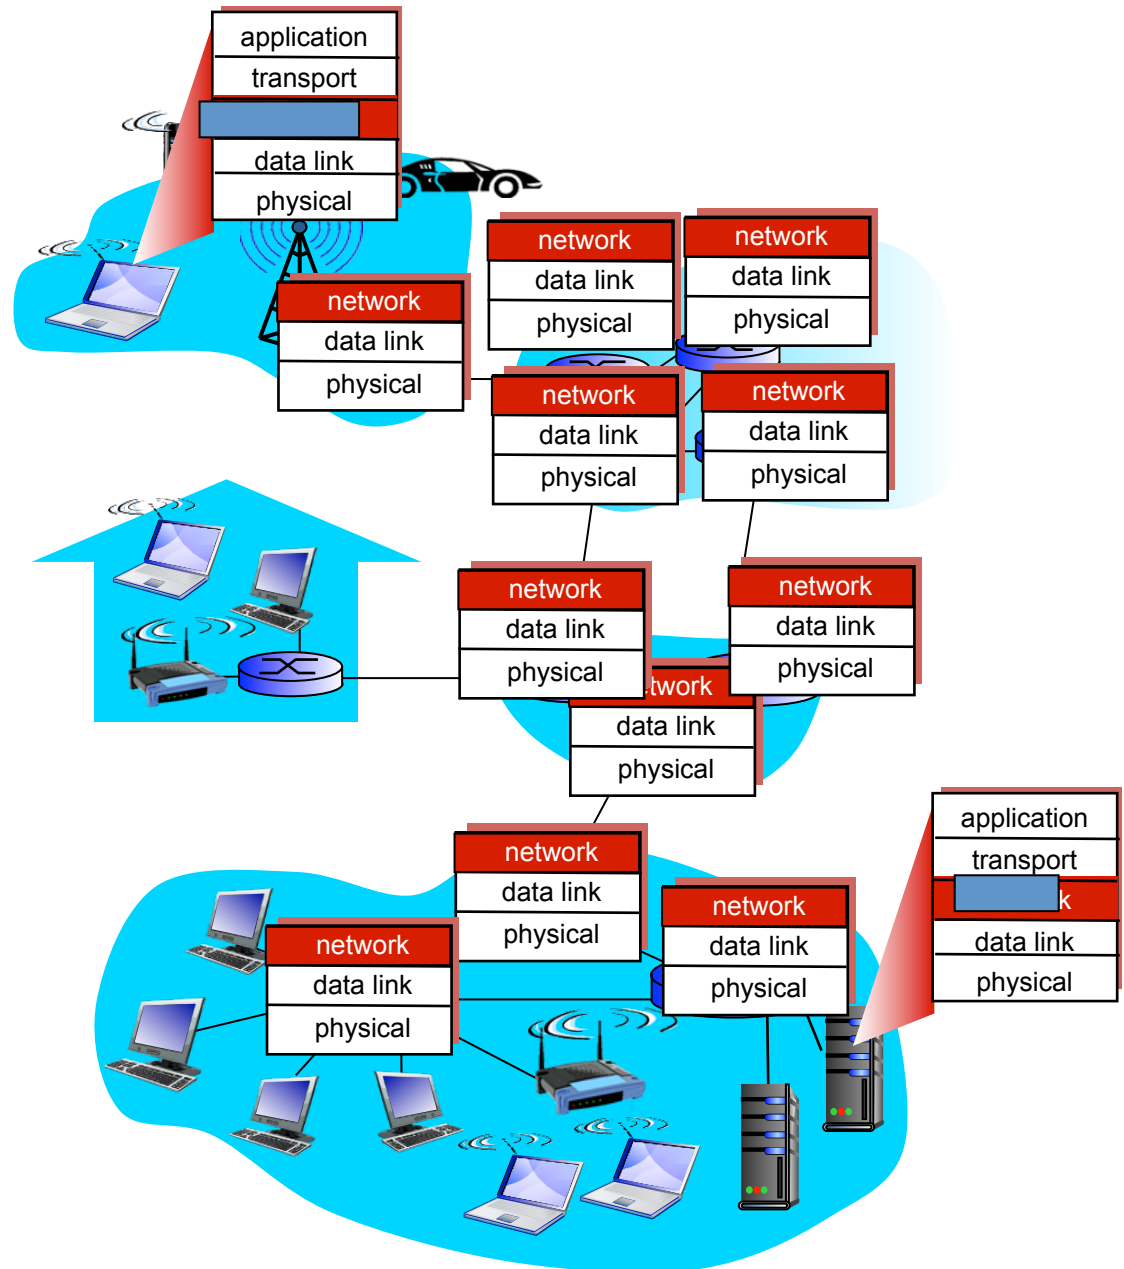 application
transport
data link
physical
network
data link
physical
network
data link
physical
network
data link
physical
network
data link
physical
network
data link
physical
network
data link
physical
network
data link
physical
etwork
data link
physical
network
data link
physical
network
data link
physical
network
data link
physical
application
transport
k
data link
physical